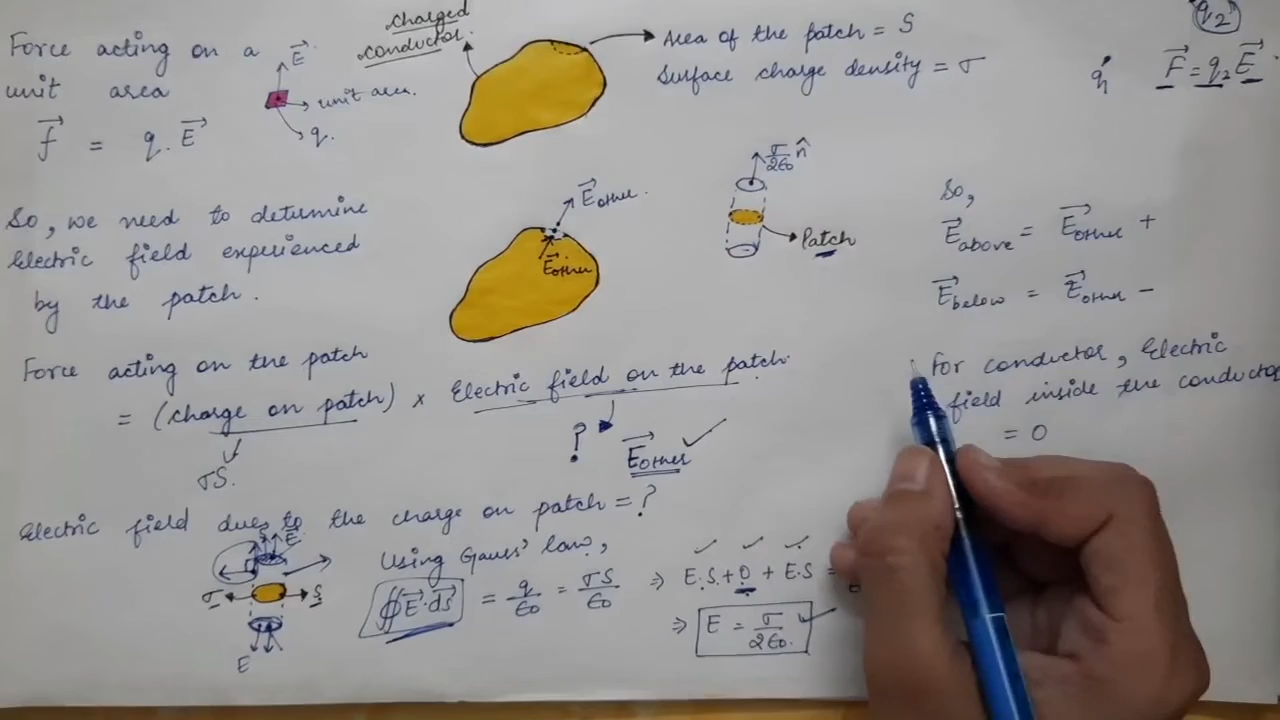 Force acting on a
unit area
f⃗ = q. E⃗
E⃗
unit area.
q.
charged
conductor.
Area of the patch = S
Surface charge density = σ
q₂
q₁
F⃗ = q₂ E⃗
So, we need to determine
Electric field experienced
by the patch.
E⃗other.
E⃗other
σ/2ε₀ n̂
Patch
So,
E⃗above = E⃗other +
E⃗below = E⃗other −
Force acting on the patch
= (charge on patch) × Electric field on the patch.
σS.
?
E⃗other ✓
For conductor, Electric
field inside the conductor
= 0
Electric field due to the charge on patch = ?
S
E⃗
σ
S
E
Using Gauss' law,
∯E⃗·ds⃗ = q/ε₀ = σS/ε₀ ⇒ E.S. + 0 + E.S =
⇒ E = σ/2ε₀.